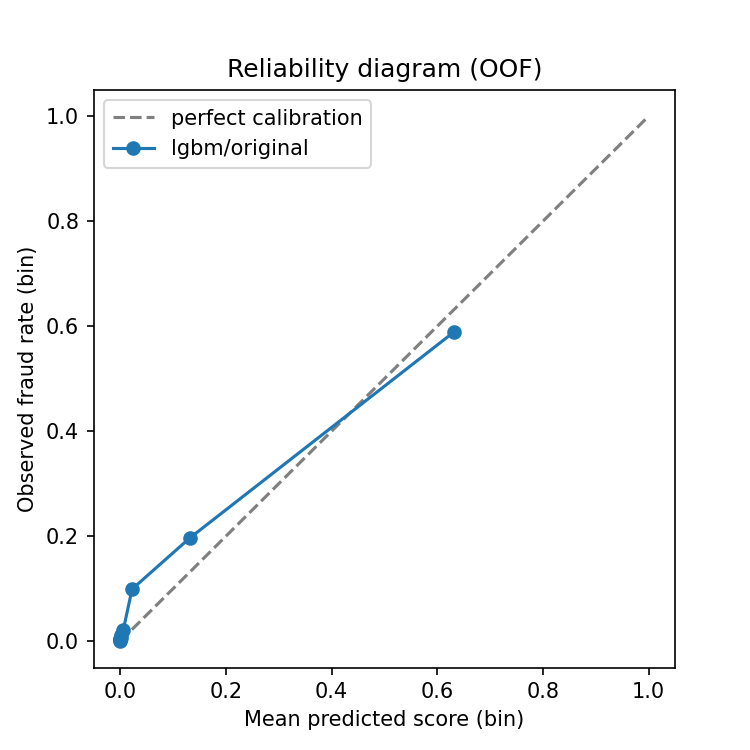 Reliability diagram (OOF)
perfect calibration
lgbm/original
1.0
0.8
0.6
0.4
0.2
0.0
Observed fraud rate (bin)
0.0 0.2 0.4 0.6 0.8 1.0
Mean predicted score (bin)